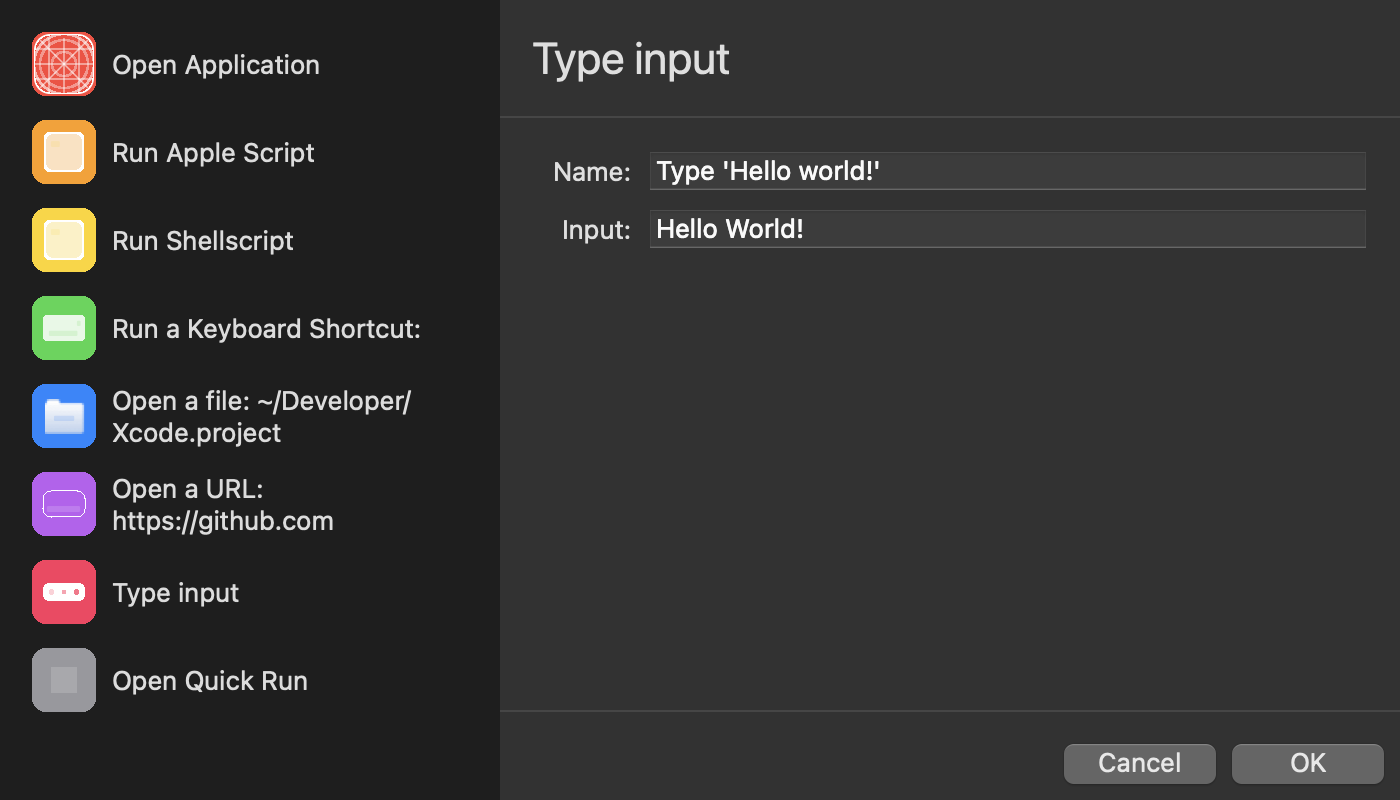 Open Application
Run Apple Script
Run Shellscript
Run a Keyboard Shortcut:
Open a file: ~/Developer/
Xcode.project
Open a URL:
https://github.com
Type input
Open Quick Run
Type input
Name: Type 'Hello world!'
Input: Hello World!
Cancel OK